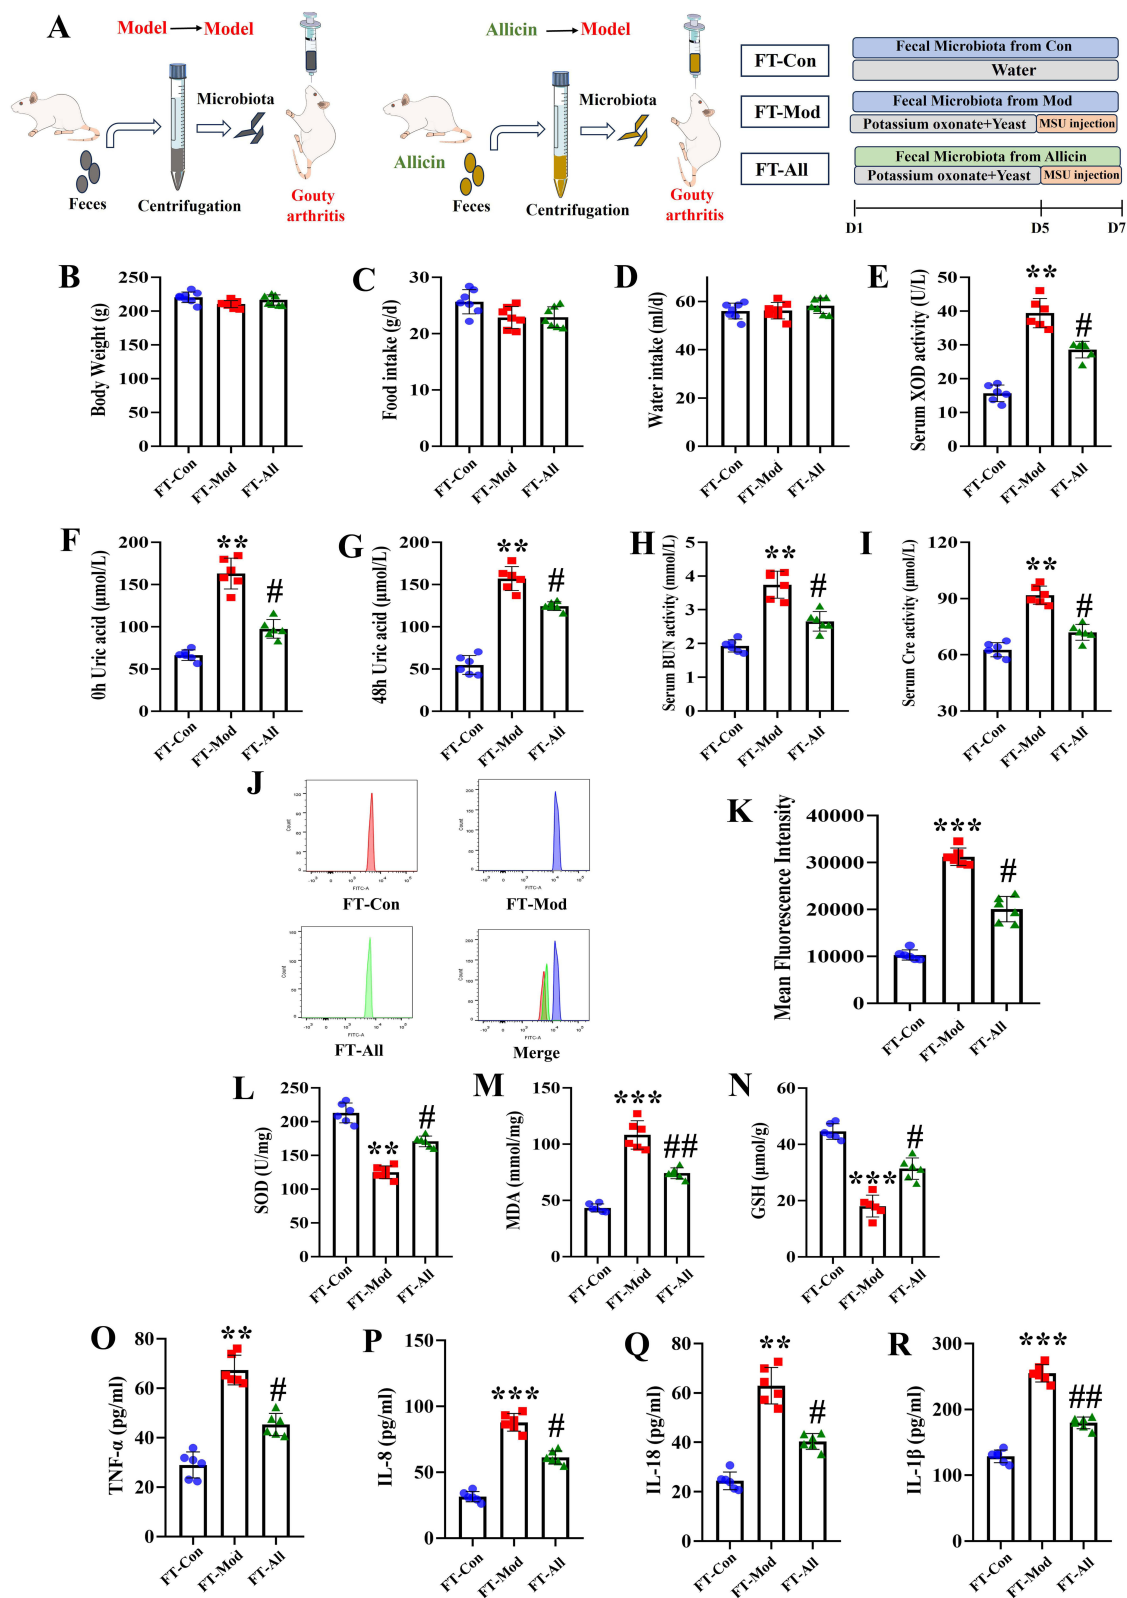 A
Model → Model
Microbiota
Feces
Centrifugation
Gouty
arthritis
Allicin → Model
Microbiota
Allicin
Feces
Centrifugation
Gouty
arthritis
FT-Con
Fecal Microbiota from Con
Water
FT-Mod
Fecal Microbiota from Mod
Potassium oxonate+Yeast MSU injection
FT-All
Fecal Microbiota from Allicin
Potassium oxonate+Yeast MSU injection
D1 D5 D7
B
Body Weight (g)
250
200
150
100
50
0
FT-Con FT-Mod FT-All
C
Food intake (g/d)
30
20
10
0
FT-Con FT-Mod FT-All
D
Water intake (ml/d)
60
40
20
0
FT-Con FT-Mod FT-All
E
Serum XOD activity (U/L)
50
40
30
20
10
0
**
#
FT-Con FT-Mod FT-All
F
0h Uric acid (μmol/L)
200
150
100
50
0
**
#
FT-Con FT-Mod FT-All
G
48h Uric acid (μmol/L)
200
150
100
50
0
**
#
FT-Con FT-Mod FT-All
H
Serum BUN activity (mmol/L)
5
4
3
2
1
0
**
#
FT-Con FT-Mod FT-All
I
Serum Cre activity (μmol/L)
120
90
60
30
**
#
FT-Con FT-Mod FT-All
J
Count
FITC-A
FT-Con
Count
FITC-A
FT-Mod
Count
FITC-A
FT-All
Count
FITC-A
Merge
K
Mean Fluorescence Intensity
40000
30000
20000
10000
0
***
#
FT-Con FT-Mod FT-All
L
SOD (U/mg)
250
200
150
100
50
0
**
#
FT-Con FT-Mod FT-All
M
MDA (mmol/mg)
150
100
50
0
***
##
FT-Con FT-Mod FT-All
N
GSH (μmol/g)
60
40
20
0
***
#
FT-Con FT-Mod FT-All
O
TNF-α (pg/ml)
80
60
40
20
0
**
#
FT-Con FT-Mod FT-All
P
IL-8 (pg/ml)
150
100
50
0
***
#
FT-Con FT-Mod FT-All
Q
IL-18 (pg/ml)
80
60
40
20
0
**
#
FT-Con FT-Mod FT-All
R
IL-1β (pg/ml)
300
200
100
0
***
##
FT-Con FT-Mod FT-All